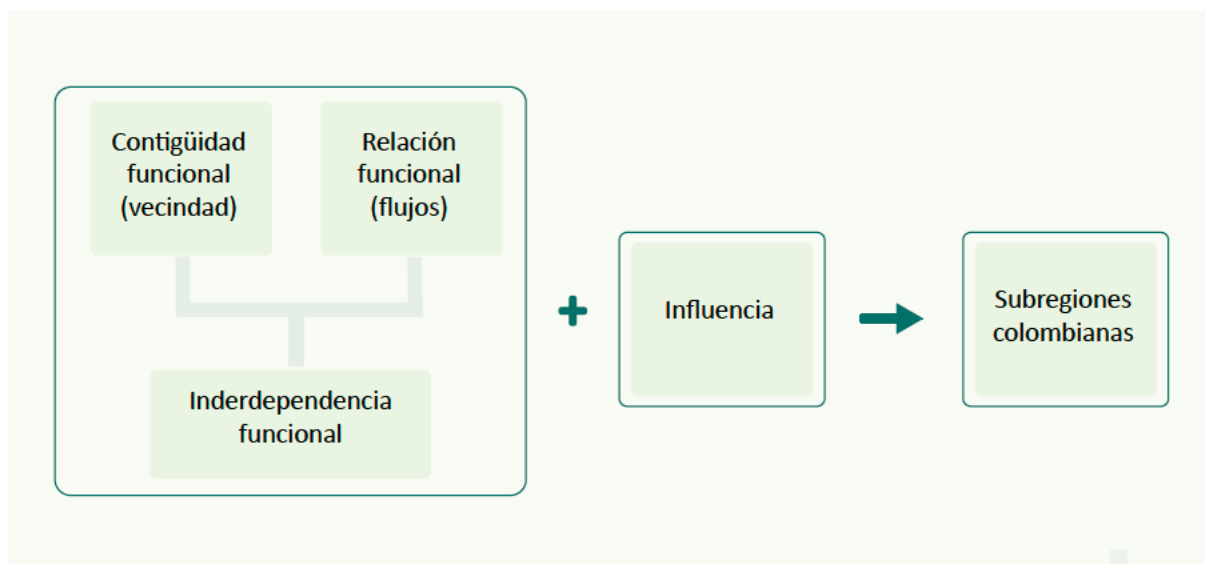 Contigüidad
funcional
(vecindad)
Relación
funcional
(flujos)
Inderdependencia
funcional
+
Influencia
Subregiones
colombianas